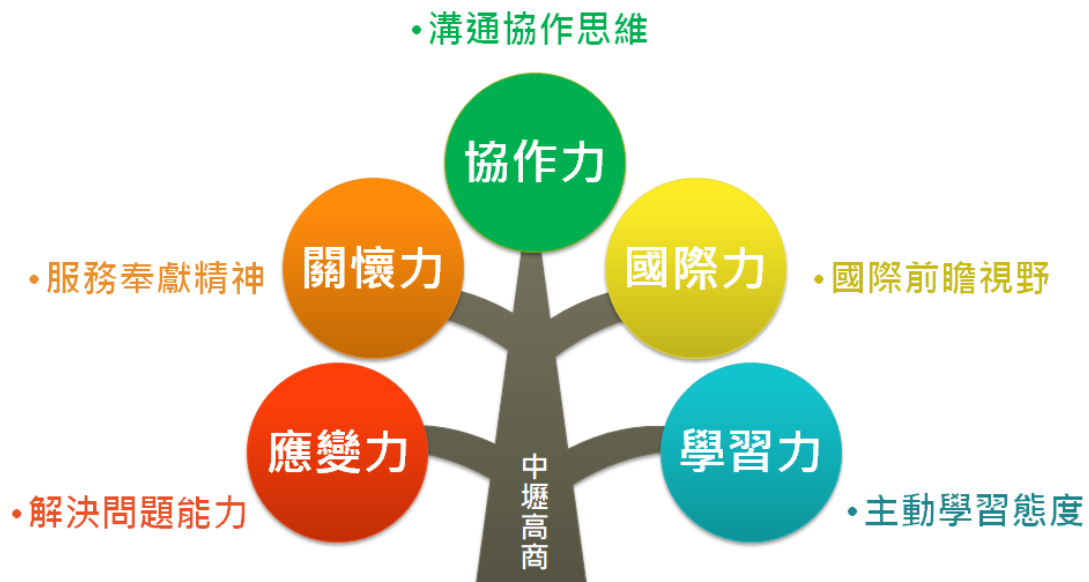 •溝通協作思維
協作力
關懷力
國際力
•服務奉獻精神
•國際前瞻視野
應變力
學習力
中壢高商
•解決問題能力
•主動學習態度